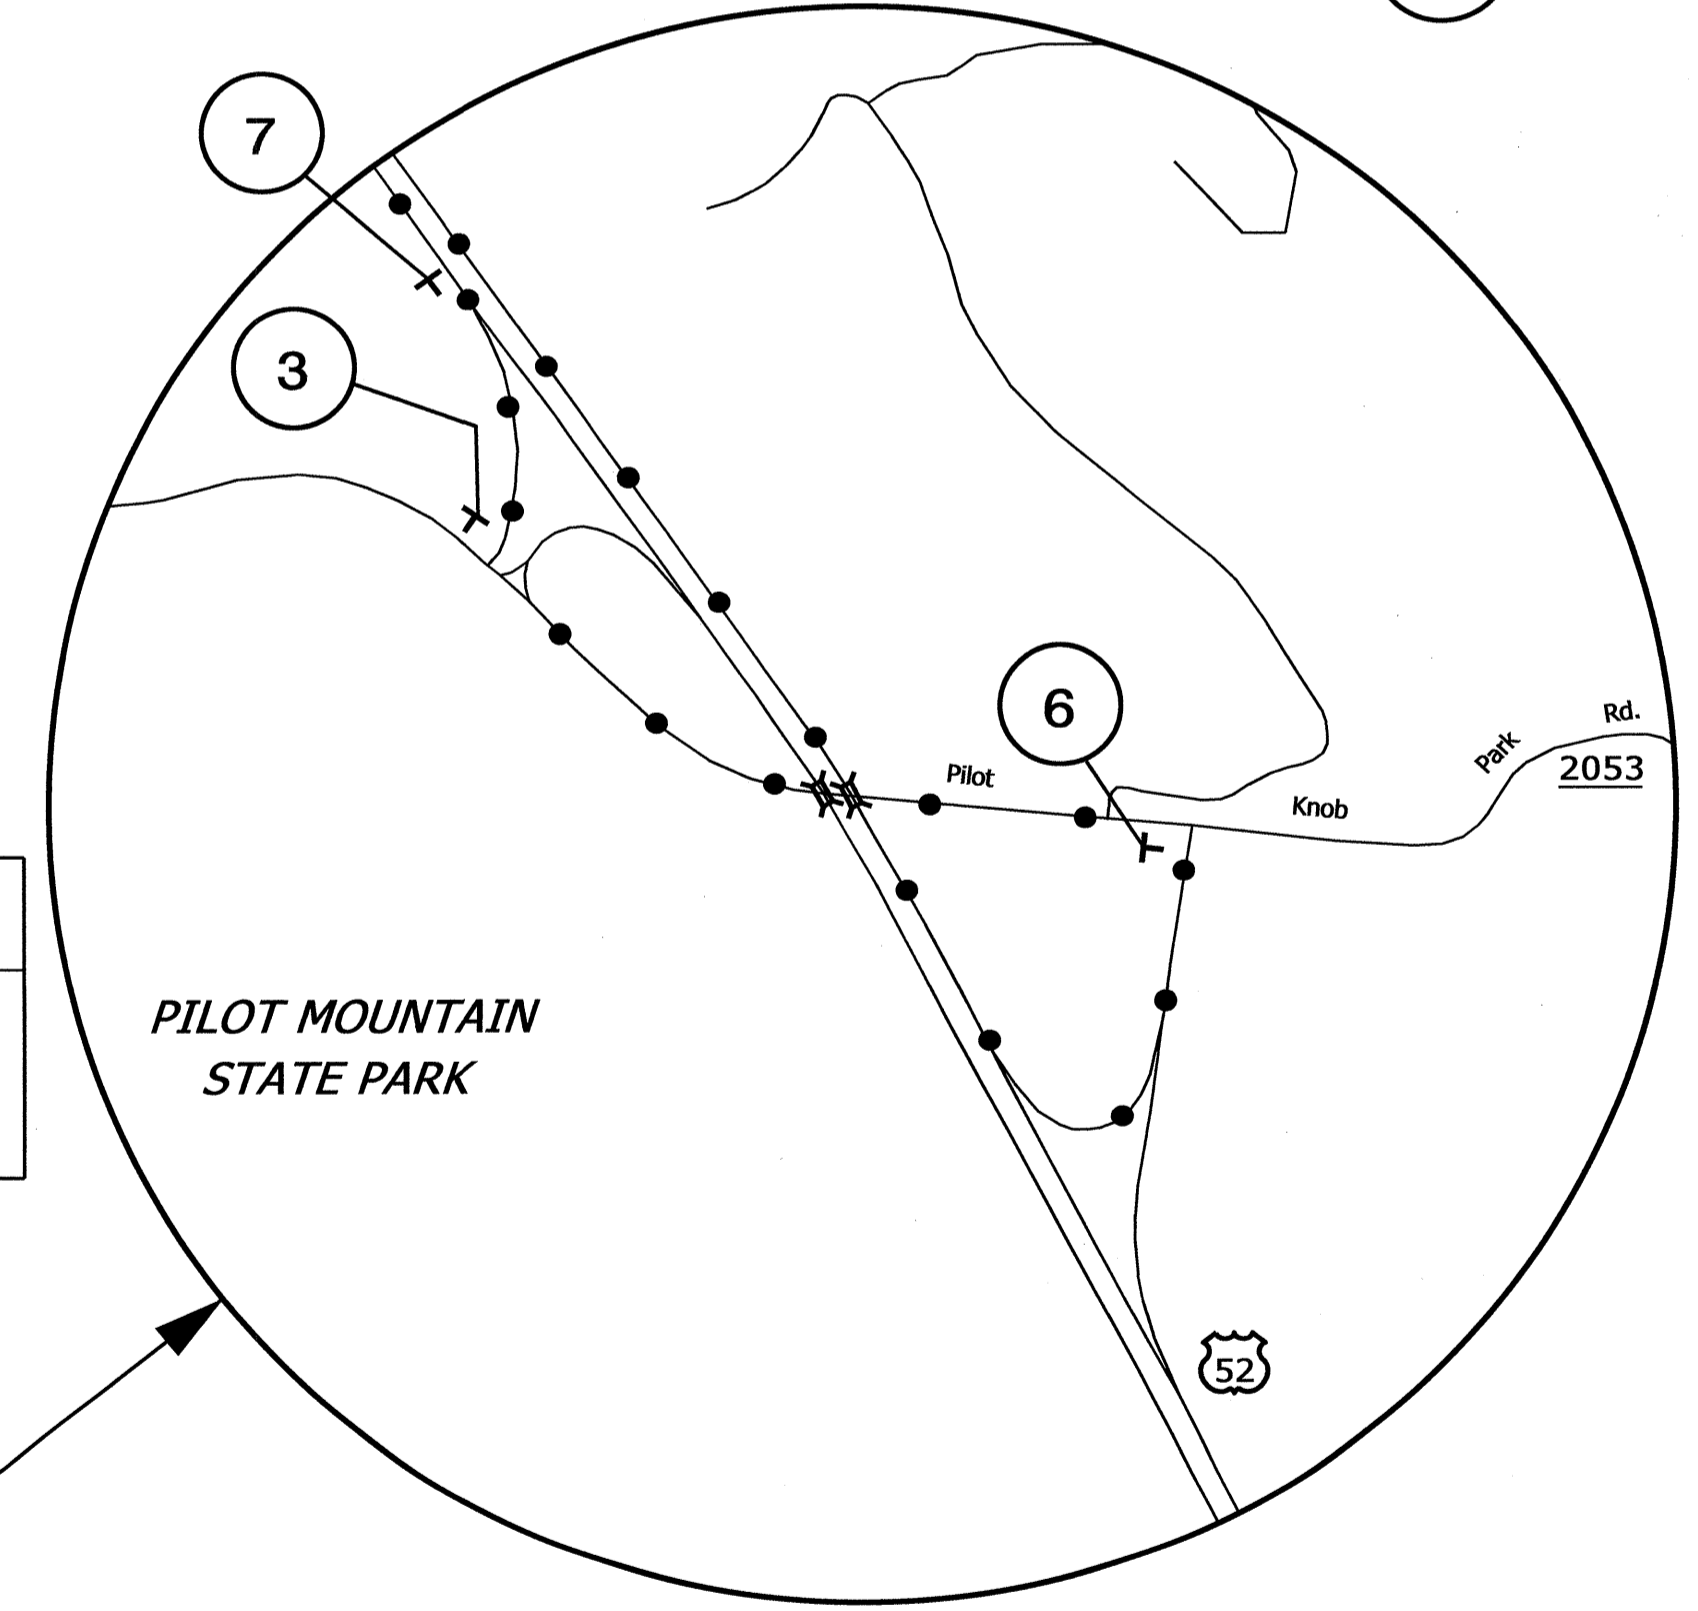 7
3
6
Rd.
Park
2053
Pilot
Knob
PILOT MOUNTAIN
STATE PARK
52